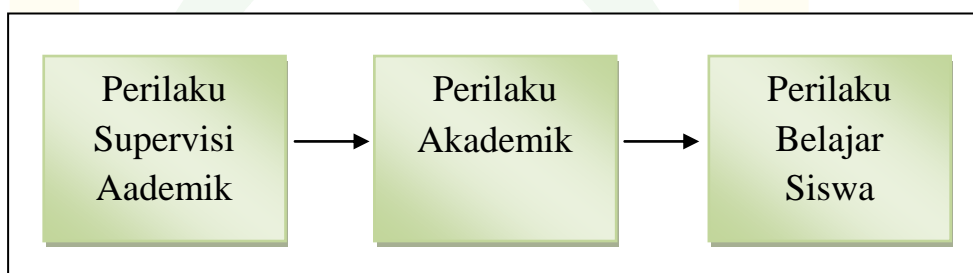 Perilaku
Supervisi
Aademik
Perilaku
Akademik
Perilaku
Belajar
Siswa